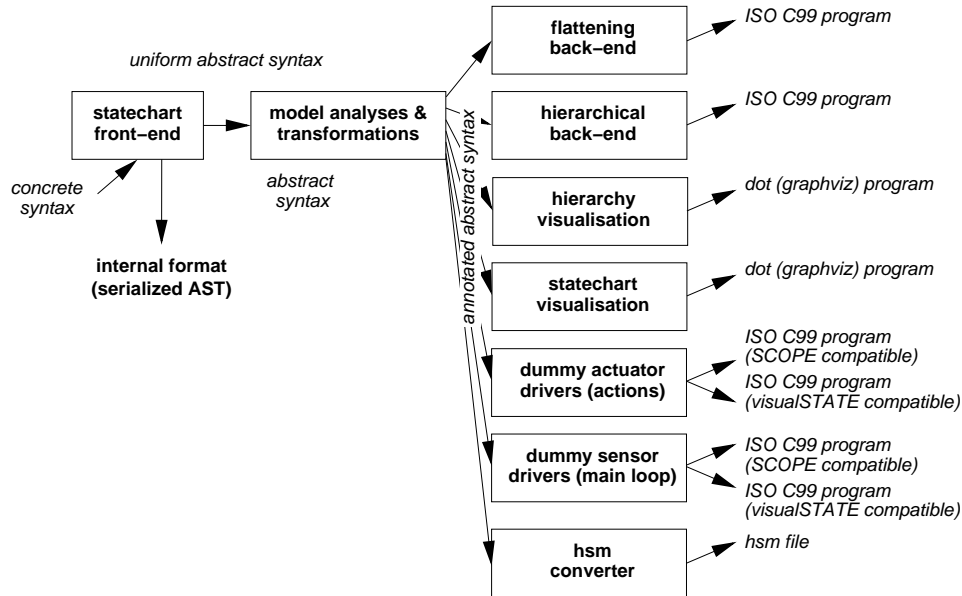 uniform abstract syntax
statechart
front–end
model analyses &
transformations
concrete
syntax
abstract
syntax
internal format
(serialized AST)
annotated abstract syntax
flattening
back–end
ISO C99 program
hierarchical
back–end
ISO C99 program
hierarchy
visualisation
dot (graphviz) program
statechart
visualisation
dot (graphviz) program
dummy actuator
drivers (actions)
ISO C99 program
(SCOPE compatible)
ISO C99 program
(visualSTATE compatible)
dummy sensor
drivers (main loop)
ISO C99 program
(SCOPE compatible)
ISO C99 program
(visualSTATE compatible)
hsm
converter
hsm file